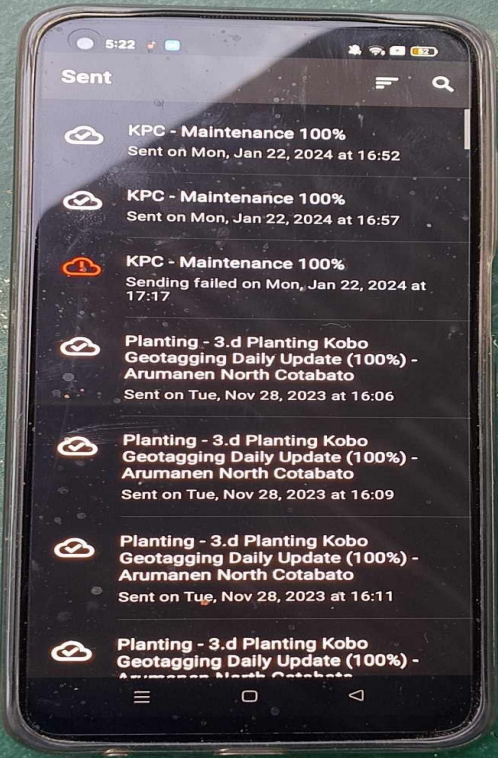 5:22
52
Sent
KPC - Maintenance 100%
Sent on Mon, Jan 22, 2024 at 16:52
KPC - Maintenance 100%
Sent on Mon, Jan 22, 2024 at 16:57
KPC - Maintenance 100%
Sending failed on Mon, Jan 22, 2024 at
17:17
Planting - 3.d Planting Kobo
Geotagging Daily Update (100%) -
Arumanen North Cotabato
Sent on Tue, Nov 28, 2023 at 16:06
Planting - 3.d Planting Kobo
Geotagging Daily Update (100%) -
Arumanen North Cotabato
Sent on Tue, Nov 28, 2023 at 16:09
Planting - 3.d Planting Kobo
Geotagging Daily Update (100%) -
Arumanen North Cotabato
Sent on Tue, Nov 28, 2023 at 16:11
Planting - 3.d Planting Kobo
Geotagging Daily Update (100%) -
Arumanen North Cotabato